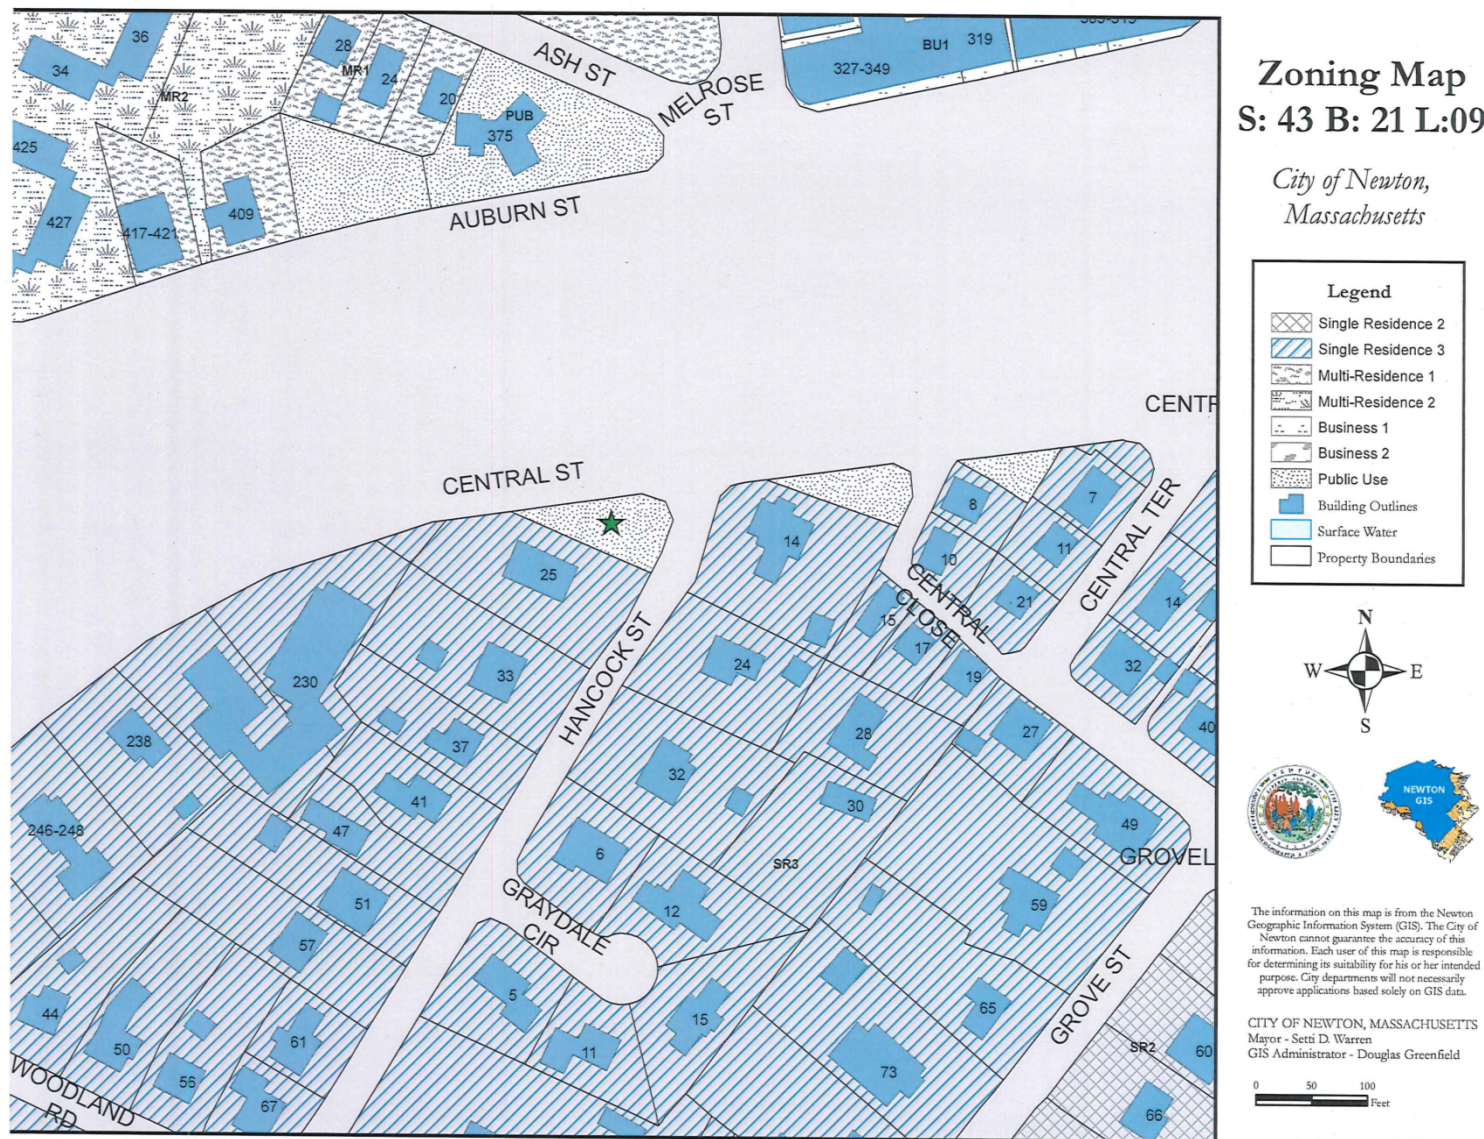 36
34
MR2
28
MR1
24
20
ASH ST
PUB
375
MELROSE
ST
BU1
319
327-349
425
427
417-421
409
AUBURN ST
Zoning Map
S: 43 B: 21 L:09
City of Newton,
Massachusetts
Legend
Single Residence 2
Single Residence 3
Multi-Residence 1
Multi-Residence 2
Business 1
Business 2
Public Use
Building Outlines
Surface Water
Property Boundaries
CENTR
CENTRAL ST
CENTRAL TER
CENTRAL
CLOSE
HANCOCK ST
8
7
10
11
21
14
25
14
15
17
19
32
40
24
33
230
238
37
28
27
32
30
41
47
49
246-248
6
SR3
GROVEL
12
59
51
57
GRAYDALE
CIR
GROVE ST
5
15
65
44
50
61
11
73
SR2
60
56
67
66
WOODLAND
RD
N
W
E
S
NEWTON
GIS
The information on this map is from the Newton
Geographic Information System (GIS). The City of
Newton cannot guarantee the accuracy of this
information. Each user of this map is responsible
for determining its suitability for his or her intended
purpose. City departments will not necessarily
approve applications based solely on GIS data.
CITY OF NEWTON, MASSACHUSETTS
Mayor - Setti D. Warren
GIS Administrator - Douglas Greenfield
0 50 100
Feet